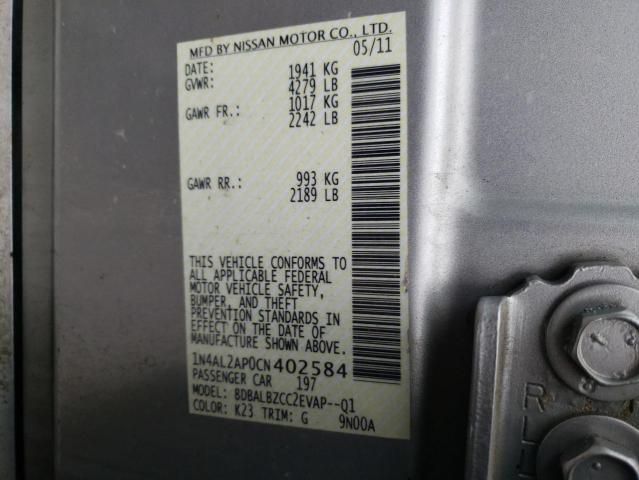 MFD BY NISSAN MOTOR CO., LTD.
DATE: 05/11
GVWR: 1941 KG
4279 LB
GAWR FR.: 1017 KG
2242 LB
GAWR RR.: 993 KG
2189 LB
THIS VEHICLE CONFORMS TO
ALL APPLICABLE FEDERAL
MOTOR VEHICLE SAFETY,
BUMPER, AND THEFT
PREVENTION STANDARDS IN
EFFECT ON THE DATE OF
MANUFACTURE SHOWN ABOVE.
1N4AL2AP0CN402584
PASSENGER CAR 197
MODEL: BDBALBZCC2EVAP--Q1
COLOR: K23 TRIM: G 9N00A
R